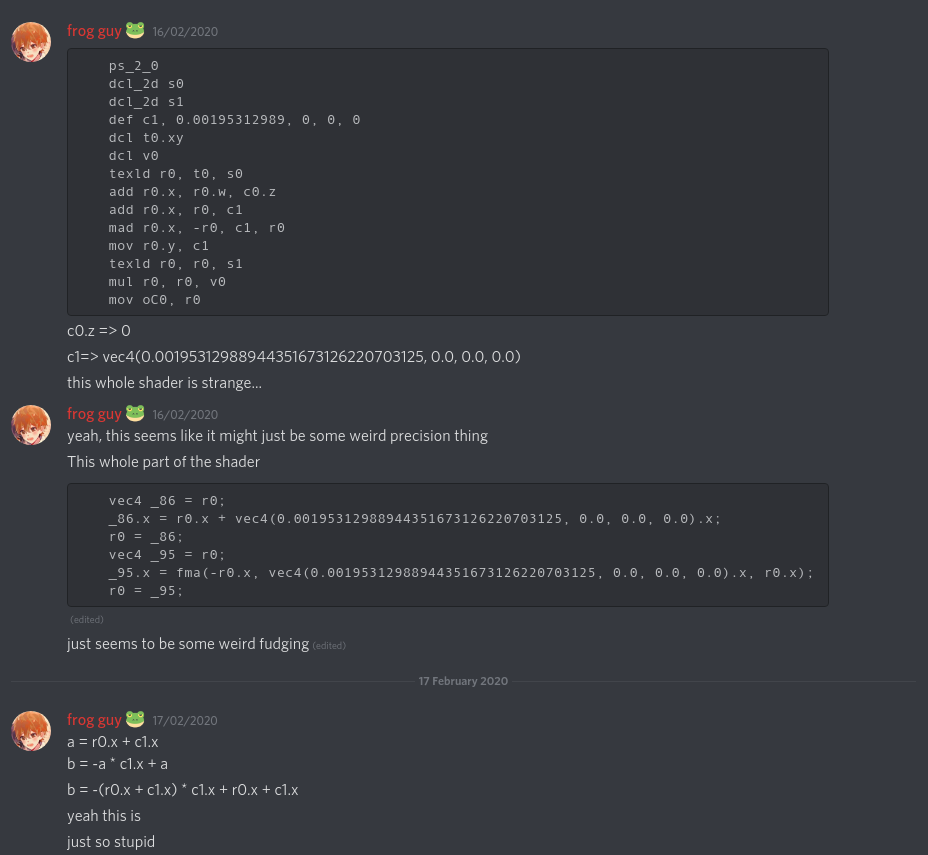 frog guy 🐸 16/02/2020
ps_2_0
dcl_2d s0
dcl_2d s1
def c1, 0.00195312989, 0, 0, 0
dcl t0.xy
dcl v0
texld r0, t0, s0
add r0.x, r0.w, c0.z
add r0.x, r0, c1
mad r0.x, -r0, c1, r0
mov r0.y, c1
texld r0, r0, s1
mul r0, r0, v0
mov oC0, r0
c0.z => 0
c1=> vec4(0.001953129889443516731262207​03125, 0.0, 0.0, 0.0)
this whole shader is strange...
frog guy 🐸 16/02/2020
yeah, this seems like it might just be some weird precision thing
This whole part of the shader
vec4 _86 = r0;
_86.x = r0.x + vec4(0.00195312988944351673126220703125, 0.0, 0.0, 0.0).x;
r0 = _86;
vec4 _95 = r0;
_95.x = fma(-r0.x, vec4(0.00195312988944351673126220703125, 0.0, 0.0, 0.0).x, r0.x);
r0 = _95;
(edited)
just seems to be some weird fudging (edited)
17 February 2020
frog guy 🐸 17/02/2020
a = r0.x + c1.x
b = -a * c1.x + a
b = -(r0.x + c1.x) * c1.x + r0.x + c1.x
yeah this is
just so stupid